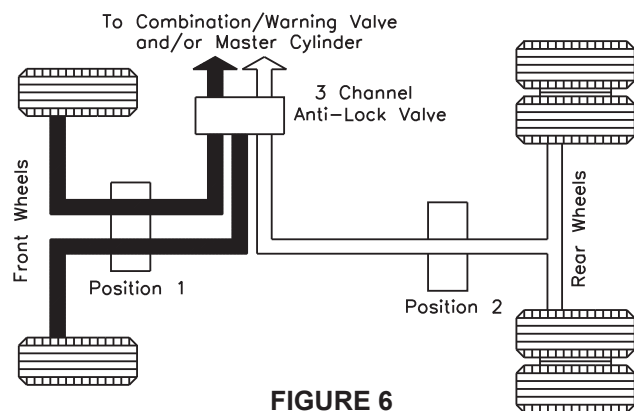 To Combination/Warning Valve
and/or Master Cylinder
3 Channel
Anti-Lock Valve
Front Wheels
Rear Wheels
Position 1
Position 2
FIGURE 6